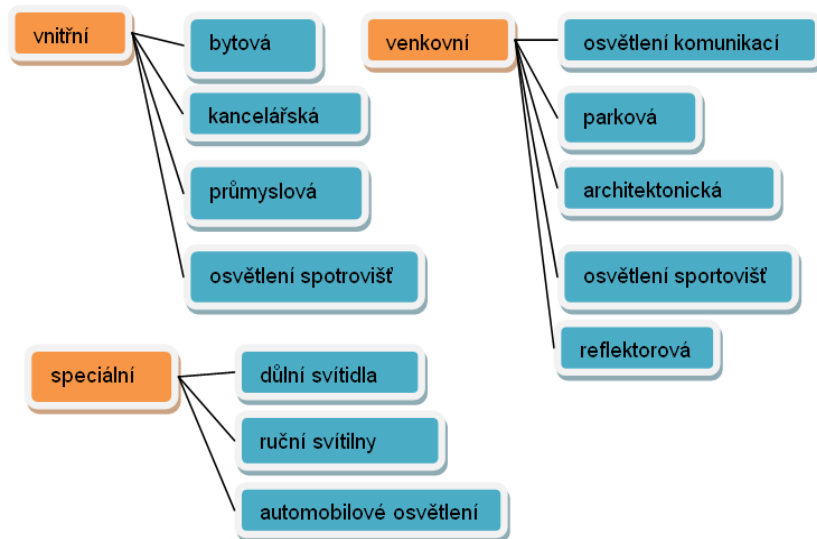 vnitřní
bytová
kancelářská
průmyslová
osvětlení spotrovišť
venkovní
osvětlení komunikací
parková
architektonická
osvětlení sportovišť
reflektorová
speciální
důlní svítidla
ruční svítilny
automobilové osvětlení